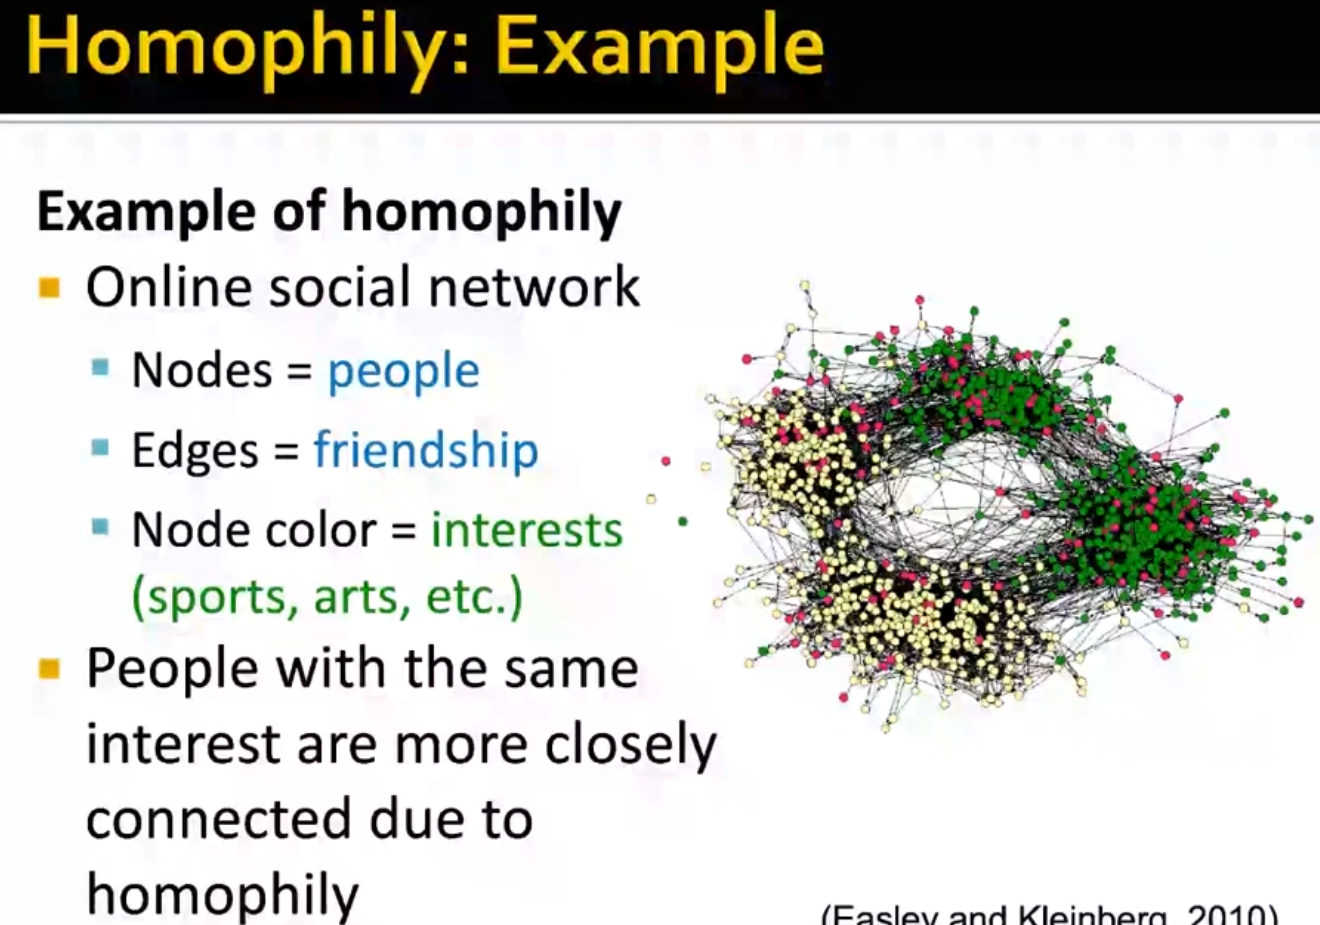 Homophily: Example
Example of homophily
Online social network
Nodes = people
Edges = friendship
Node color = interests
(sports, arts, etc.)
People with the same
interest are more closely
connected due to
homophily
(Easley and Kleinberg, 2010)